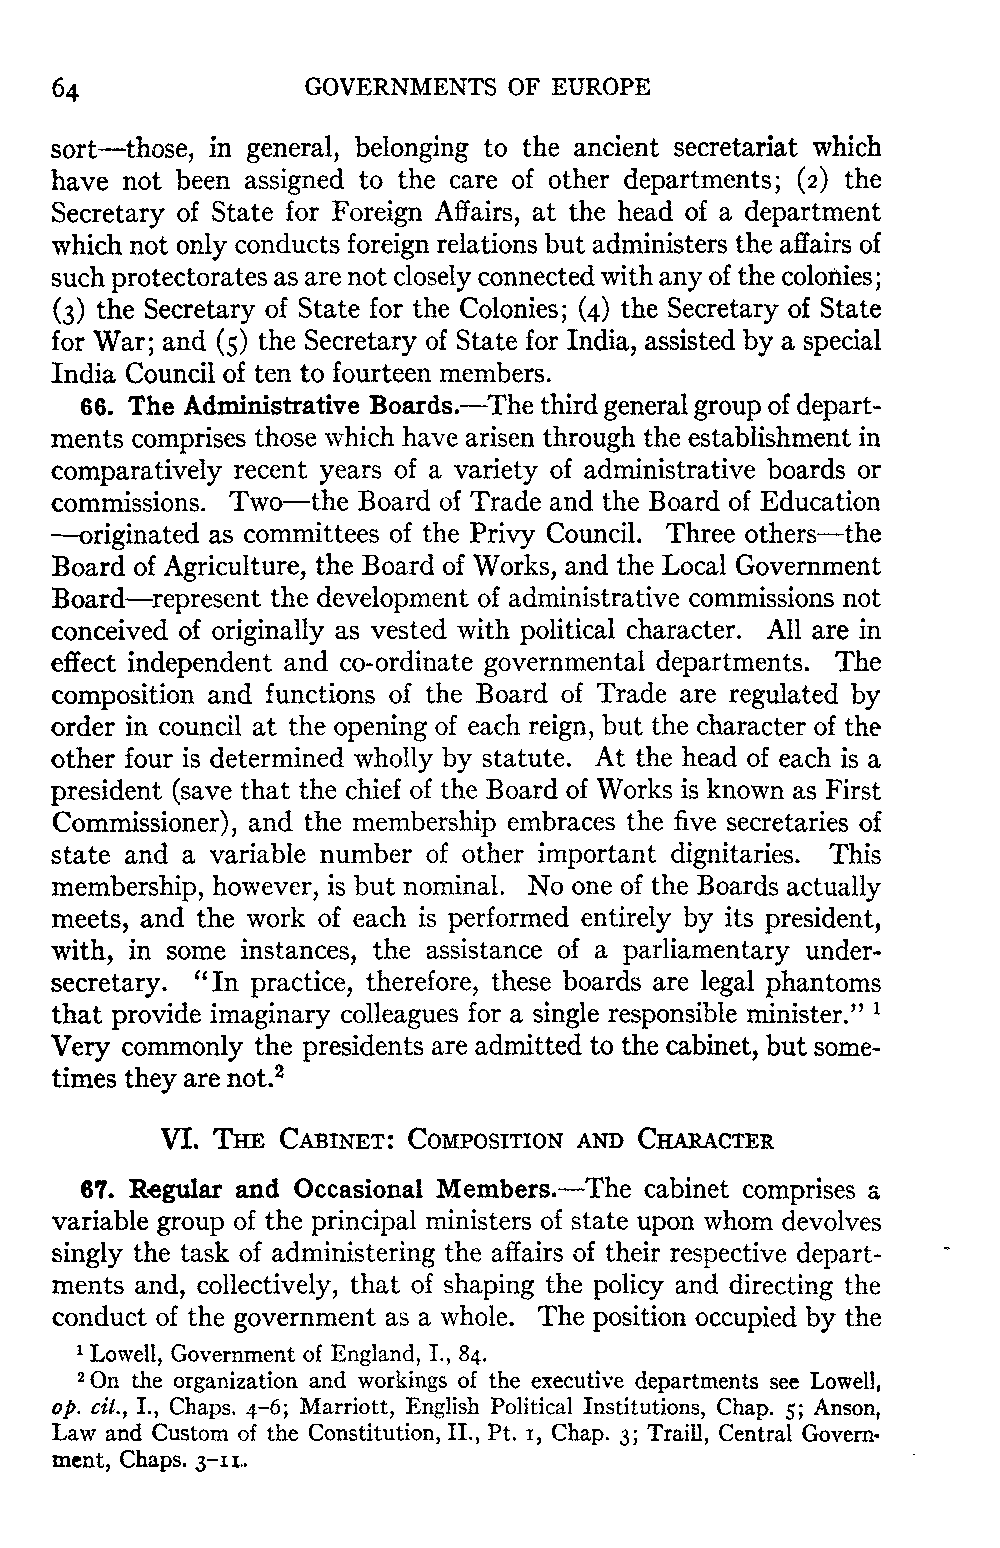 64 GOVERNMENTS OF EUROPE
sort—those, in general, belonging to the ancient secretariat which
have not been assigned to the care of other departments; (2) the
Secretary of State for Foreign Affairs, at the head of a department
which not only conducts foreign relations but administers the affairs of
such protectorates as are not closely connected with any of the colonies;
(3) the Secretary of State for the Colonies; (4) the Secretary of State
for War; and (5) the Secretary of State for India, assisted by a special
India Council of ten to fourteen members.
66. The Administrative Boards.—The third general group of depart-
ments comprises those which have arisen through the establishment in
comparatively recent years of a variety of administrative boards or
commissions. Two—the Board of Trade and the Board of Education
—originated as committees of the Privy Council. Three others—the
Board of Agriculture, the Board of Works, and the Local Government
Board—represent the development of administrative commissions not
conceived of originally as vested with political character. All are in
effect independent and co-ordinate governmental departments. The
composition and functions of the Board of Trade are regulated by
order in council at the opening of each reign, but the character of the
other four is determined wholly by statute. At the head of each is a
president (save that the chief of the Board of Works is known as First
Commissioner), and the membership embraces the five secretaries of
state and a variable number of other important dignitaries. This
membership, however, is but nominal. No one of the Boards actually
meets, and the work of each is performed entirely by its president,
with, in some instances, the assistance of a parliamentary under-
secretary. "In practice, therefore, these boards are legal phantoms
that provide imaginary colleagues for a single responsible minister." ¹
Very commonly the presidents are admitted to the cabinet, but some-
times they are not.²
VI. THE CABINET: COMPOSITION AND CHARACTER
67. Regular and Occasional Members.—The cabinet comprises a
variable group of the principal ministers of state upon whom devolves
singly the task of administering the affairs of their respective depart-
ments and, collectively, that of shaping the policy and directing the
conduct of the government as a whole. The position occupied by the
¹ Lowell, Government of England, I., 84.
² On the organization and workings of the executive departments see Lowell,
op. cit., I., Chaps. 4–6; Marriott, English Political Institutions, Chap. 5; Anson,
Law and Custom of the Constitution, II., Pt. 1, Chap. 3; Traill, Central Govern-
ment, Chaps. 3–11.